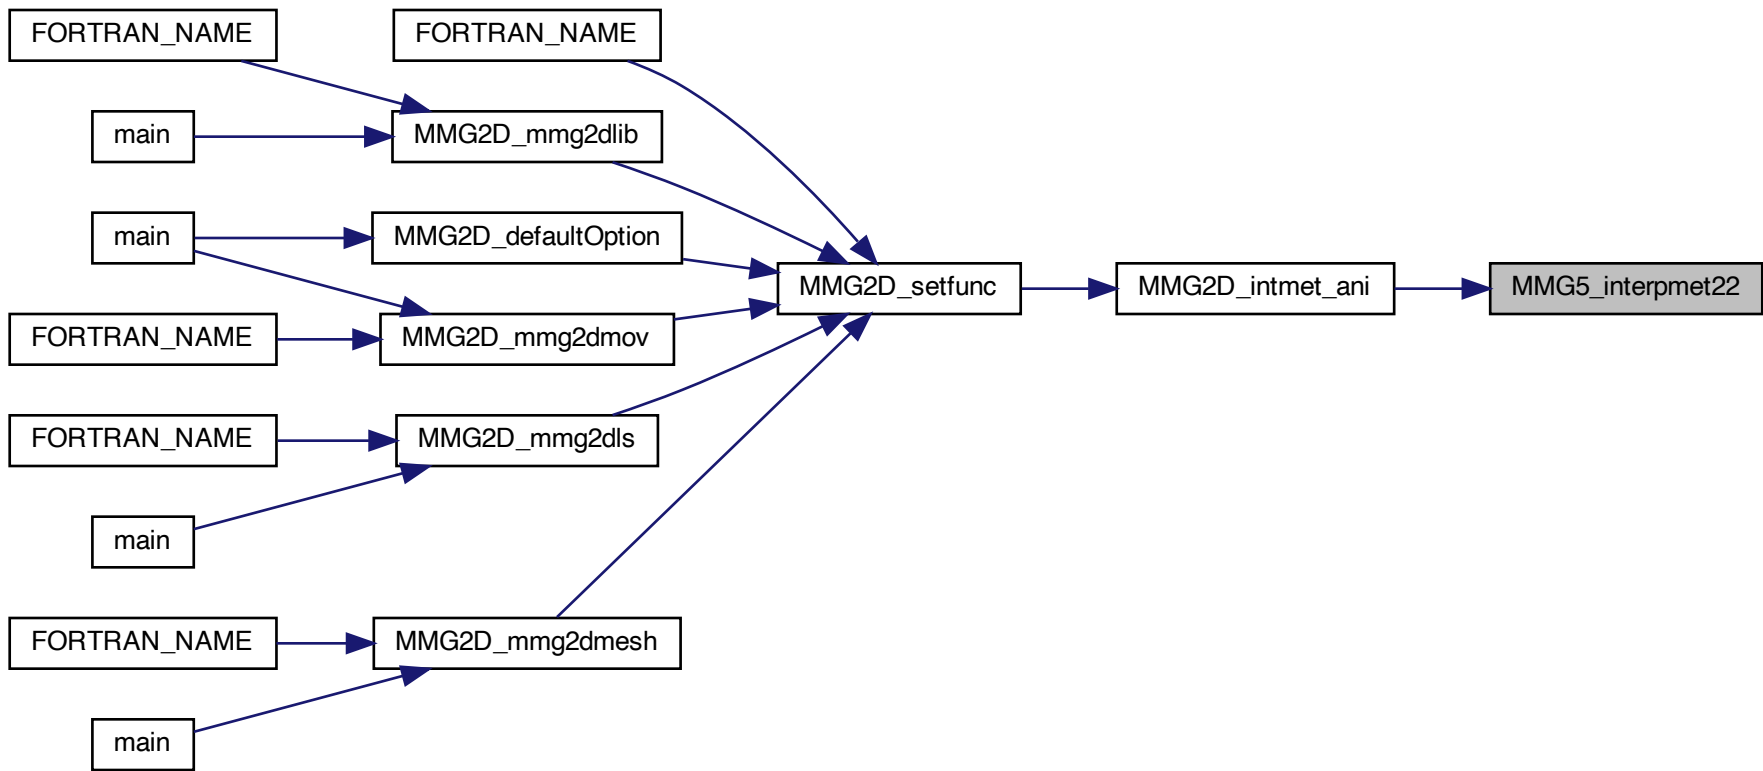 FORTRAN_NAME
FORTRAN_NAME
main
MMG2D_mmg2dlib
main
MMG2D_defaultOption
MMG2D_setfunc
MMG2D_intmet_ani
MMG5_interpmet22
FORTRAN_NAME
MMG2D_mmg2dmov
FORTRAN_NAME
MMG2D_mmg2dls
main
FORTRAN_NAME
MMG2D_mmg2dmesh
main